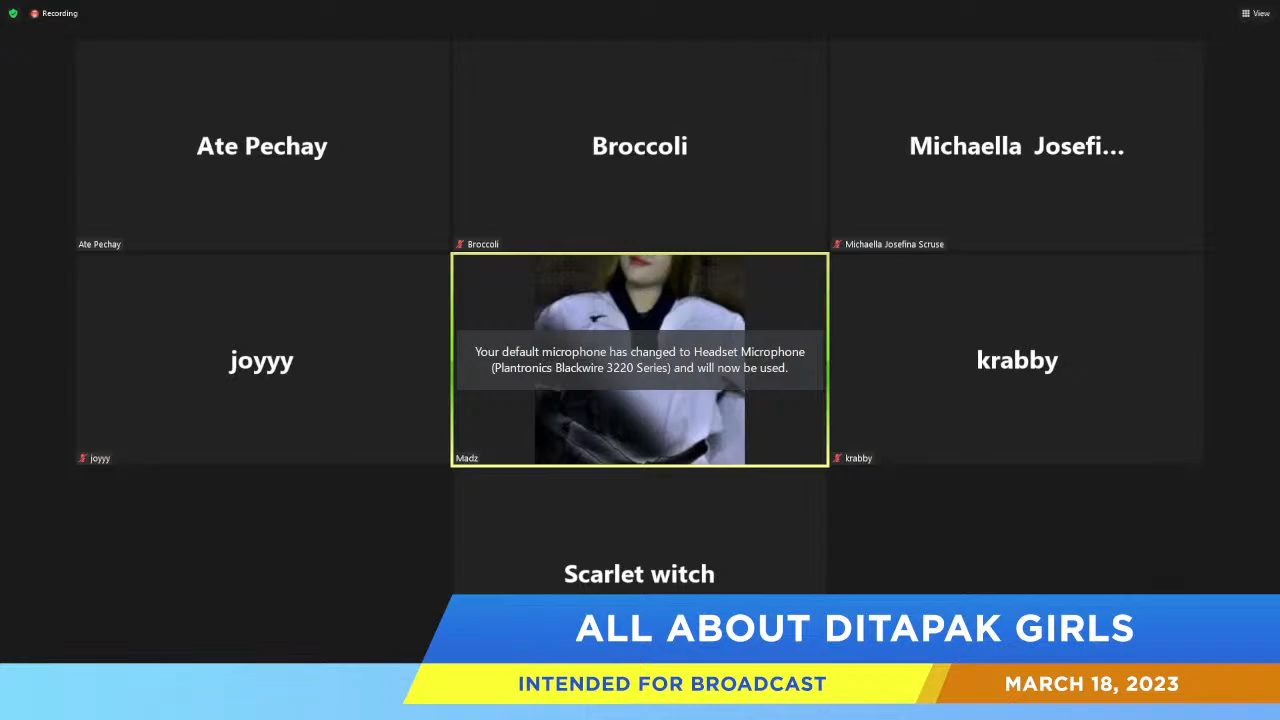 Recording
View
Ate Pechay
Broccoli
Michaella Josefi...
Ate Pechay
Broccoli
Michaella Josefina Scruse
joyyy
Your default microphone has changed to Headset Microphone
(Plantronics Blackwire 3220 Series) and will now be used.
krabby
joyyy
Madz
krabby
Scarlet witch
ALL ABOUT DITAPAK GIRLS
INTENDED FOR BROADCAST
MARCH 18, 2023